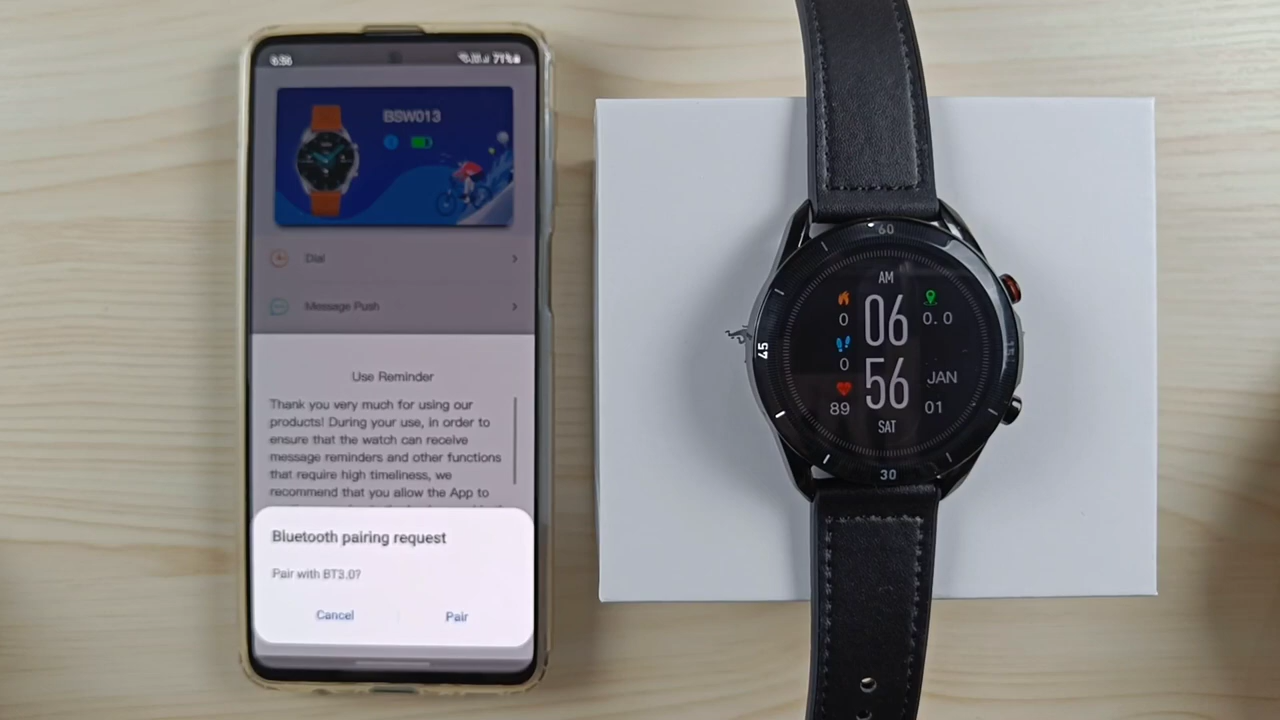 71%
BSW013
Dial
Message Push
Use Reminder
Thank you very much for using our
products! During your use, in order to
ensure that the watch can receive
message reminders and other functions
that require high timeliness, we
recommend that you allow the App to
Bluetooth pairing request
Pair with BT3.0?
Cancel
Pair
60
45
30
AM
06
56
SAT
0
0
89
0.0
JAN
01